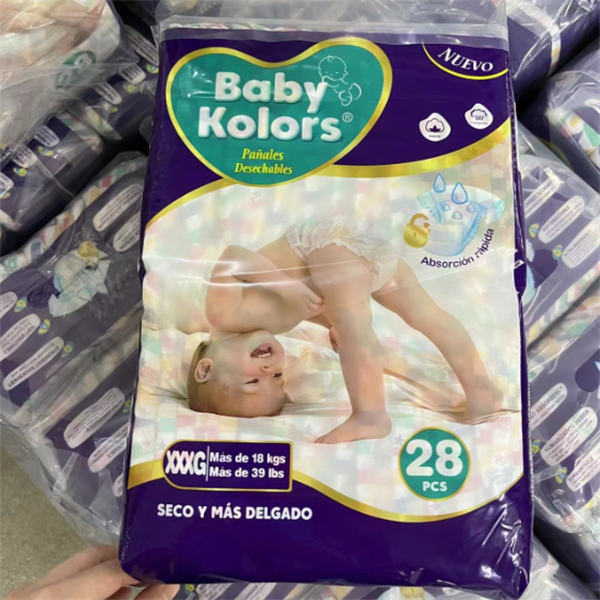 NUEVO
Baby
Kolors®
Pañales
Desechables
Absorción rápida
XXXG
Más de 18 kgs
Más de 39 lbs
28
PCS
SECO Y MÁS DELGADO